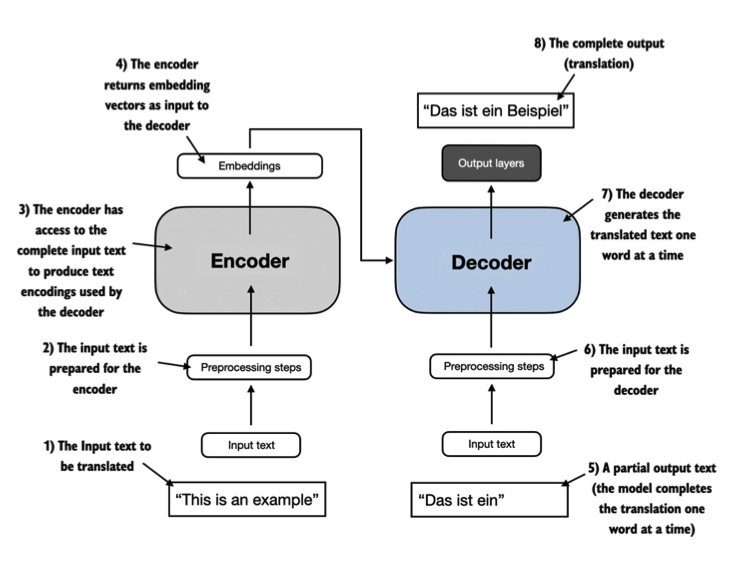 8) The complete output
(translation)
4) The encoder
returns embedding
vectors as input to
the decoder
“Das ist ein Beispiel”
Embeddings
Output layers
7) The decoder
generates the
translated text one
word at a time
3) The encoder has
access to the
complete input text
to produce text
encodings used by
the decoder
Encoder
Decoder
2) The input text is
prepared for the
encoder
Preprocessing steps
Preprocessing steps
6) The input text is
prepared for the
decoder
1) The Input text to
be translated
Input text
Input text
“This is an example”
“Das ist ein”
5) A partial output text
(the model completes
the translation one
word at a time)